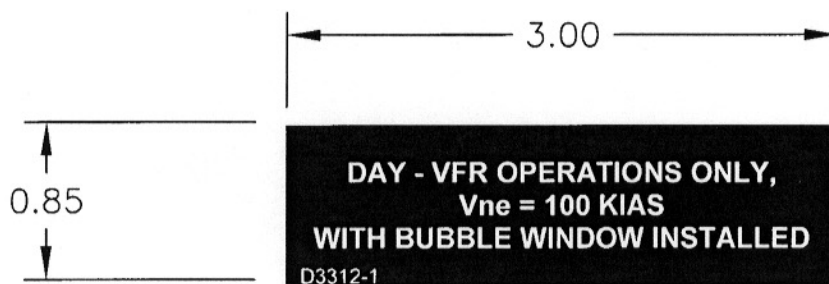 3.00
0.85
DAY - VFR OPERATIONS ONLY,
Vne = 100 KIAS
WITH BUBBLE WINDOW INSTALLED
D3312-1